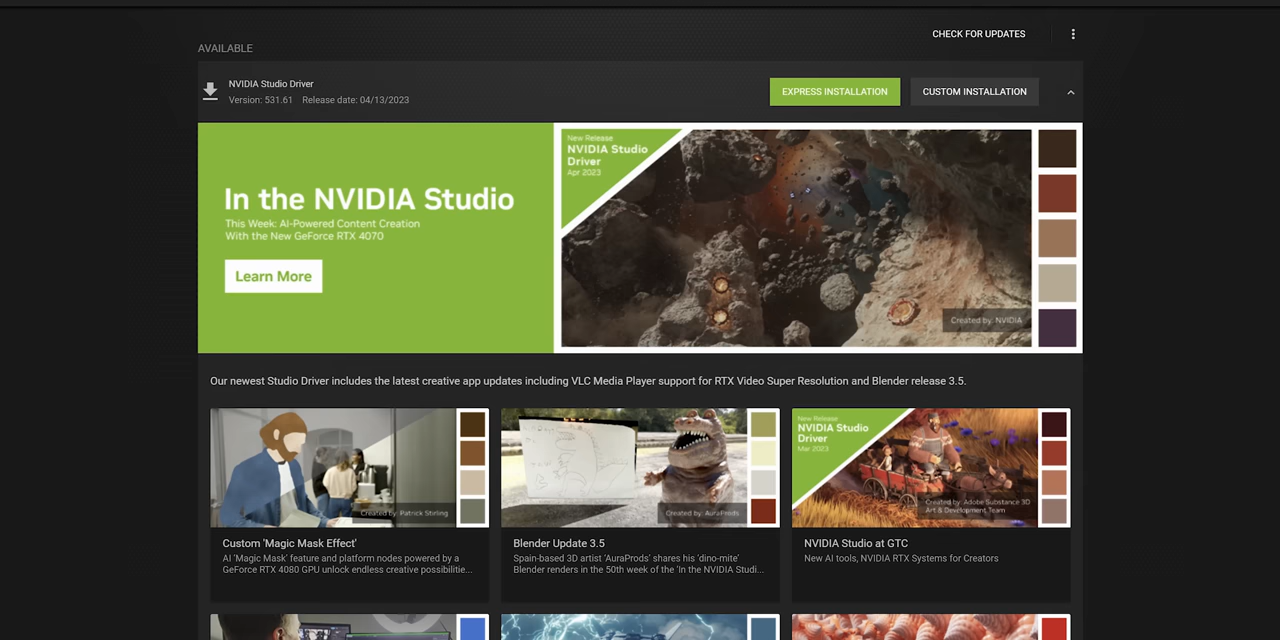 CHECK FOR UPDATES
AVAILABLE
NVIDIA Studio Driver
Version: 531.61 Release date: 04/13/2023
EXPRESS INSTALLATION
CUSTOM INSTALLATION
In the NVIDIA Studio
This Week: AI-Powered Content Creation
With the New GeForce RTX 4070
Learn More
New Release
NVIDIA Studio
Driver
Apr 2023
Created by: NVIDIA
Our newest Studio Driver includes the latest creative app updates including VLC Media Player support for RTX Video Super Resolution and Blender release 3.5.
Created by: Patrick Stirling
Custom 'Magic Mask Effect'
AI 'Magic Mask' feature and platform nodes powered by a
GeForce RTX 4080 GPU unlock endless creative possibilitie...
Created by: AuraProds
Blender Update 3.5
Spain-based 3D artist 'AuraProds' shares his 'dino-mite'
Blender renders in the 50th week of the 'In the NVIDIA Studi...
New Release
NVIDIA Studio
Driver
Mar 2023
Created by: Adobe Substance 3D
Art & Development Team
NVIDIA Studio at GTC
New AI tools, NVIDIA RTX Systems for Creators